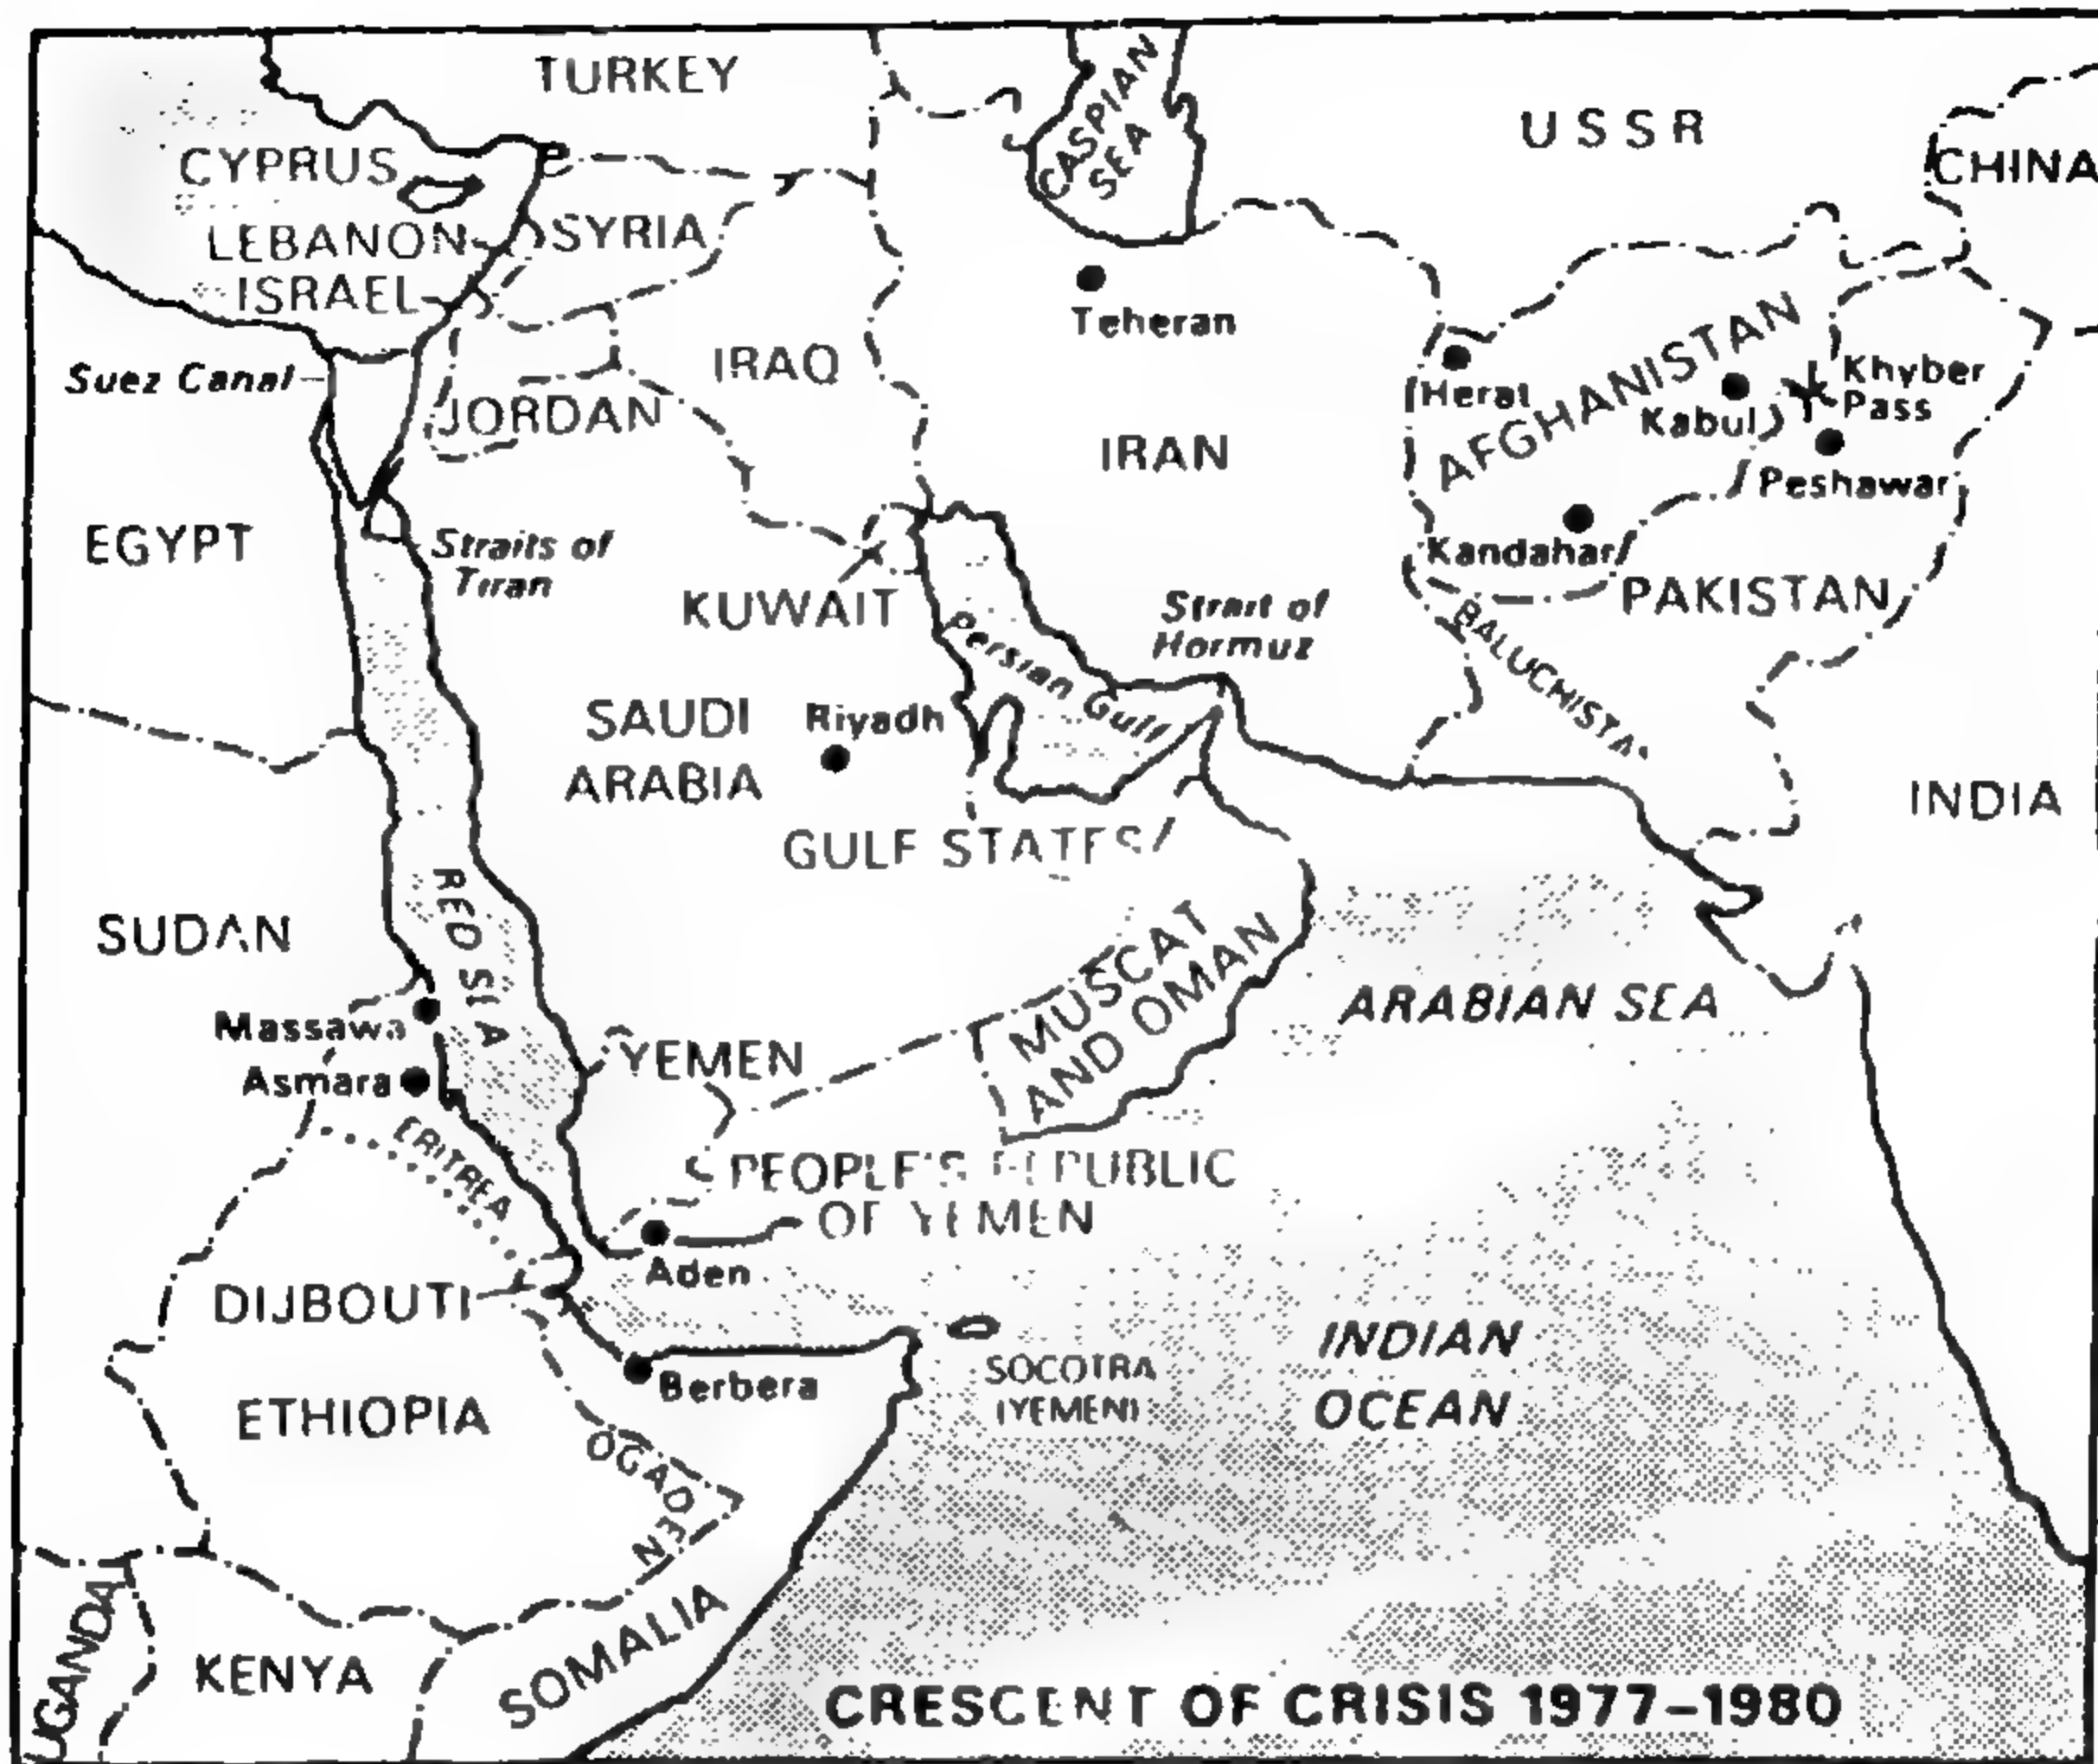 TURKEY
CASPIAN
SEA
USSR
CHINA
CYPRUS
LEBANON
SYRIA
ISRAEL
Teheran
Suez Canal
IRAQ
JORDAN
Herat
AFGHANISTAN
Kabul
Khyber
Pass
IRAN
Peshawar
EGYPT
Straits of
Tiran
Kandahar
KUWAIT
Strait of
Hormuz
PAKISTAN
Persian Gulf
BALUCHISTA
SAUDI
ARABIA
Riyadh
INDIA
GULF STATES
RED SEA
SUDAN
MUSCAT
AND OMAN
ARABIAN SEA
Massawa
Asmara
YEMEN
ERITREA
PEOPLE'S REPUBLIC
OF YEMEN
Aden
DIJBOUTI
Berbera
SOCOTRA
(YEMEN)
INDIAN
OCEAN
ETHIOPIA
OGADEN
UGANDA
KENYA
SOMALIA
CRESCENT OF CRISIS 1977–1980